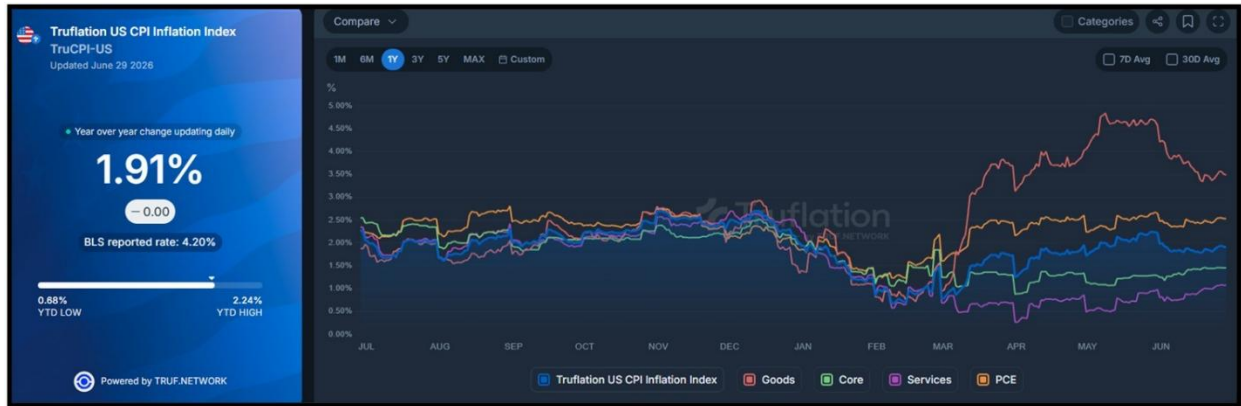 Truflation US CPI Inflation Index
TruCPI-US
Updated June 29 2026
Year over year change updating daily
1.91%
— 0.00
BLS reported rate: 4.20%
0.68%
YTD LOW
2.24%
YTD HIGH
Powered by TRUF.NETWORK
Compare
Categories
1M 6M 1Y 3Y 5Y MAX Custom
7D Avg 30D Avg
%
5.00%
4.50%
4.00%
3.50%
3.00%
2.50%
2.00%
1.50%
1.00%
0.50%
0.00%
Truflation
NETWORK
JUL AUG SEP OCT NOV DEC JAN FEB MAR APR MAY JUN
Truflation US CPI Inflation Index Goods Core Services PCE